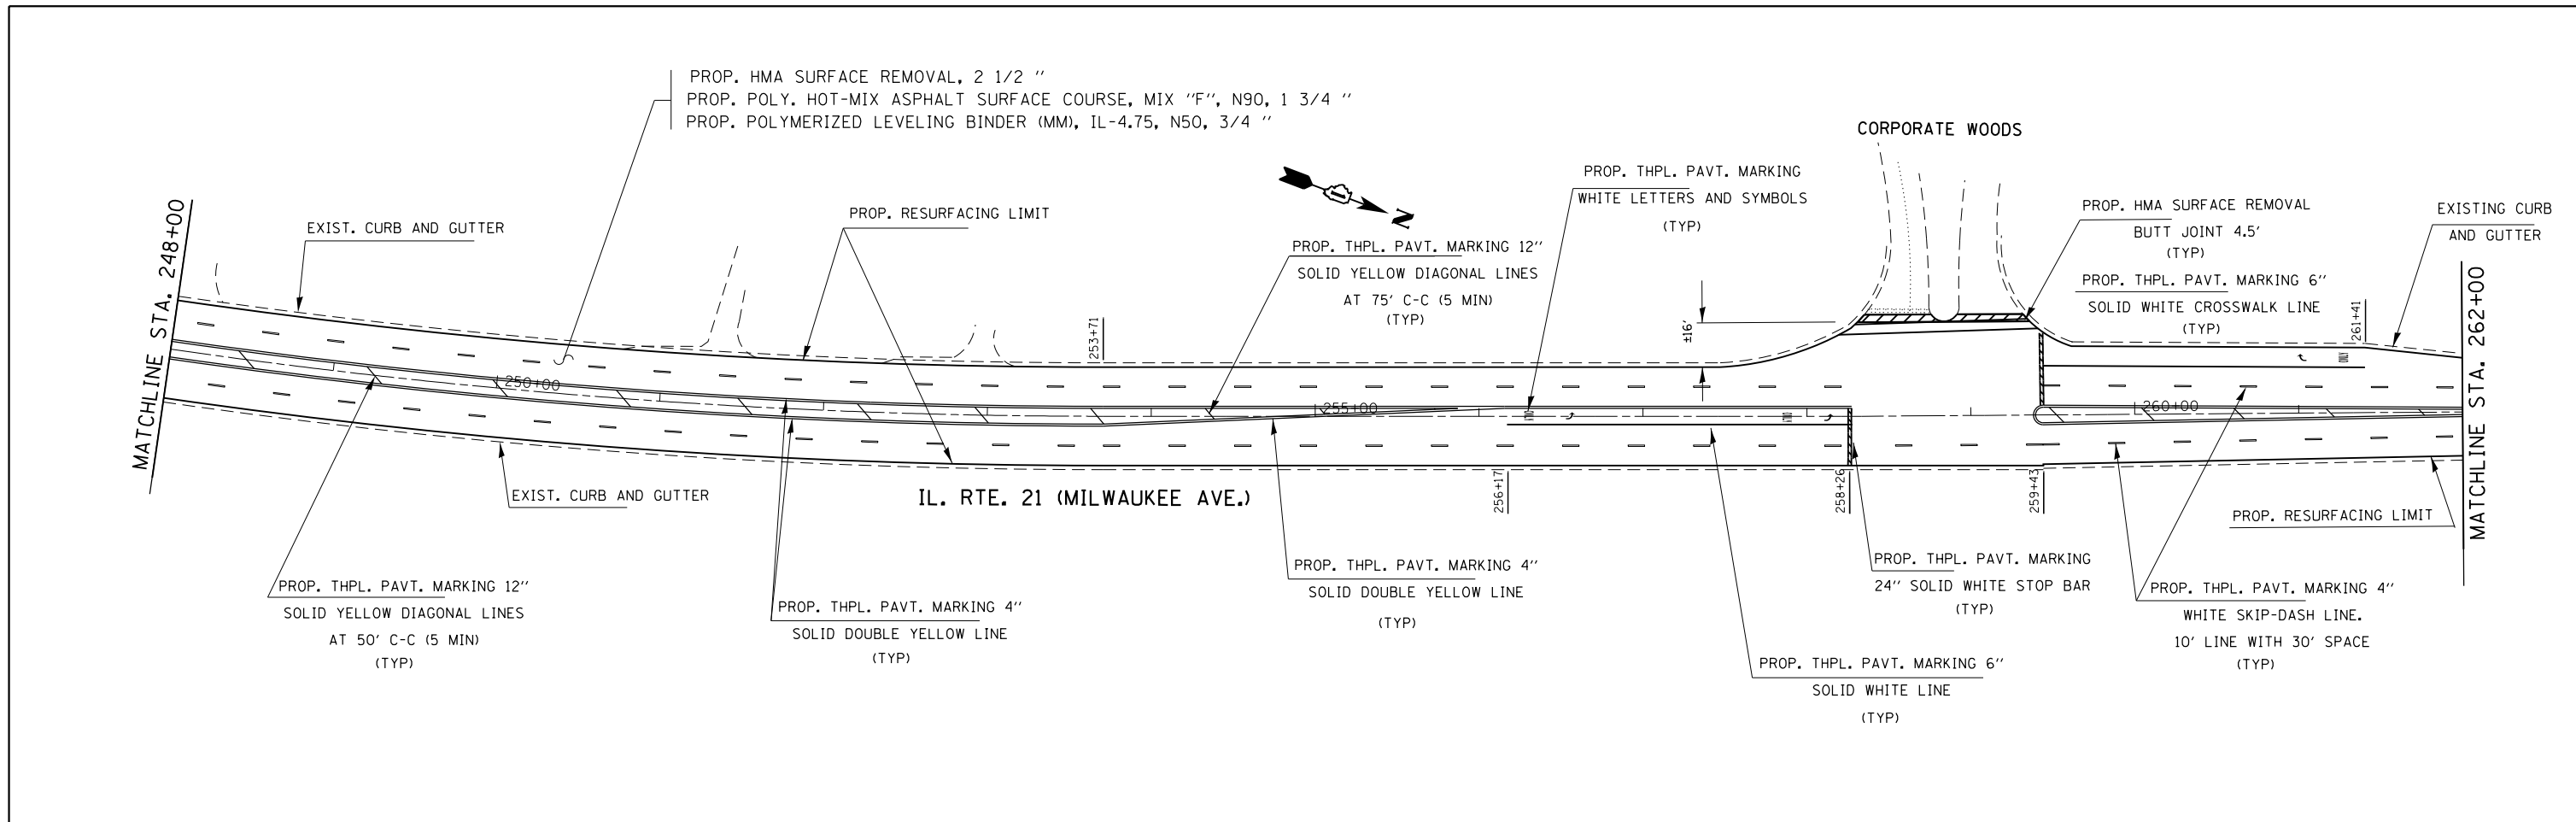 PROP. HMA SURFACE REMOVAL, 2 1/2 ″
PROP. POLY. HOT-MIX ASPHALT SURFACE COURSE, MIX ″F″, N90, 1 3/4 ″
PROP. POLYMERIZED LEVELING BINDER (MM), IL-4.75, N50, 3/4 ″
CORPORATE WOODS
MATCHLINE STA. 248+00
EXIST. CURB AND GUTTER
PROP. RESURFACING LIMIT
N
PROP. THPL. PAVT. MARKING
WHITE LETTERS AND SYMBOLS
(TYP)
PROP. THPL. PAVT. MARKING 12″
SOLID YELLOW DIAGONAL LINES
AT 75′ C-C (5 MIN)
(TYP)
PROP. HMA SURFACE REMOVAL
BUTT JOINT 4.5′
(TYP)
PROP. THPL. PAVT. MARKING 6″
SOLID WHITE CROSSWALK LINE
(TYP)
EXISTING CURB
AND GUTTER
MATCHLINE STA. 262+00
253+71
±16′
261+41
250+00
255+00
260+00
ONLY
ONLY
ONLY
256+17
258+26
259+43
EXIST. CURB AND GUTTER
IL. RTE. 21 (MILWAUKEE AVE.)
PROP. RESURFACING LIMIT
PROP. THPL. PAVT. MARKING 12″
SOLID YELLOW DIAGONAL LINES
AT 50′ C-C (5 MIN)
(TYP)
PROP. THPL. PAVT. MARKING 4″
SOLID DOUBLE YELLOW LINE
(TYP)
PROP. THPL. PAVT. MARKING 4″
SOLID DOUBLE YELLOW LINE
(TYP)
PROP. THPL. PAVT. MARKING 6″
SOLID WHITE LINE
(TYP)
PROP. THPL. PAVT. MARKING
24″ SOLID WHITE STOP BAR
(TYP)
PROP. THPL. PAVT. MARKING 4″
WHITE SKIP-DASH LINE.
10′ LINE WITH 30′ SPACE
(TYP)